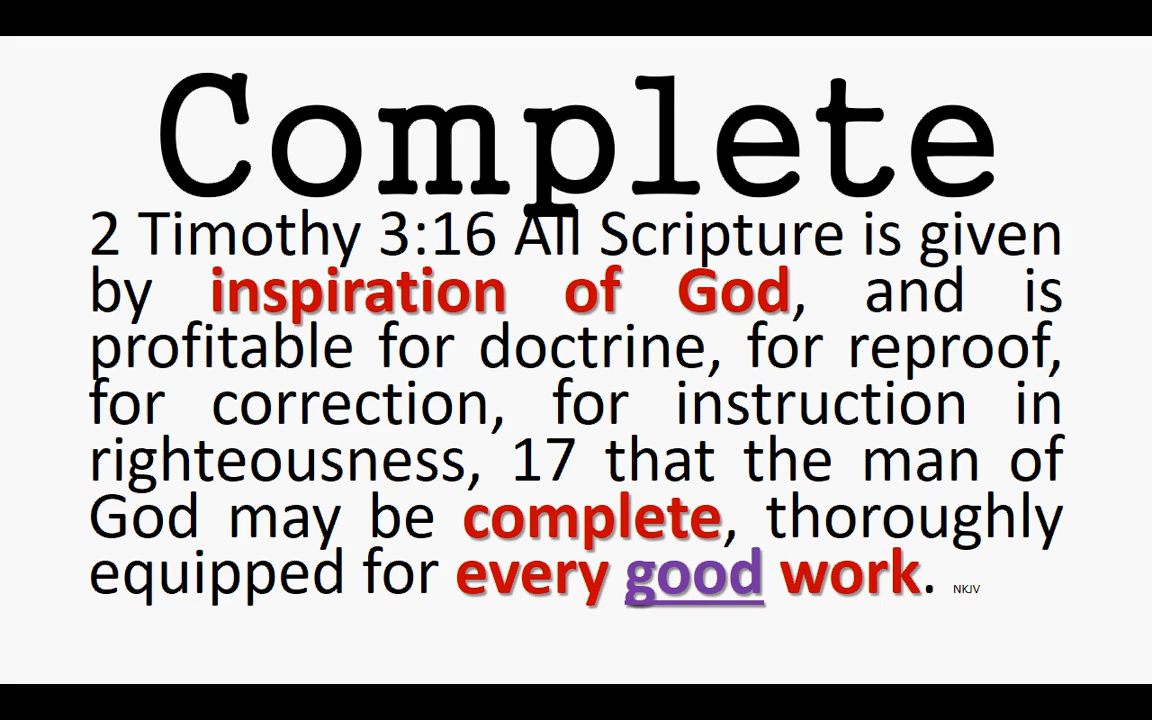 Complete
2 Timothy 3:16 All Scripture is given
by inspiration of God, and is
profitable for doctrine, for reproof,
for correction, for instruction in
righteousness, 17 that the man of
God may be complete, thoroughly
equipped for every good work. NKJV